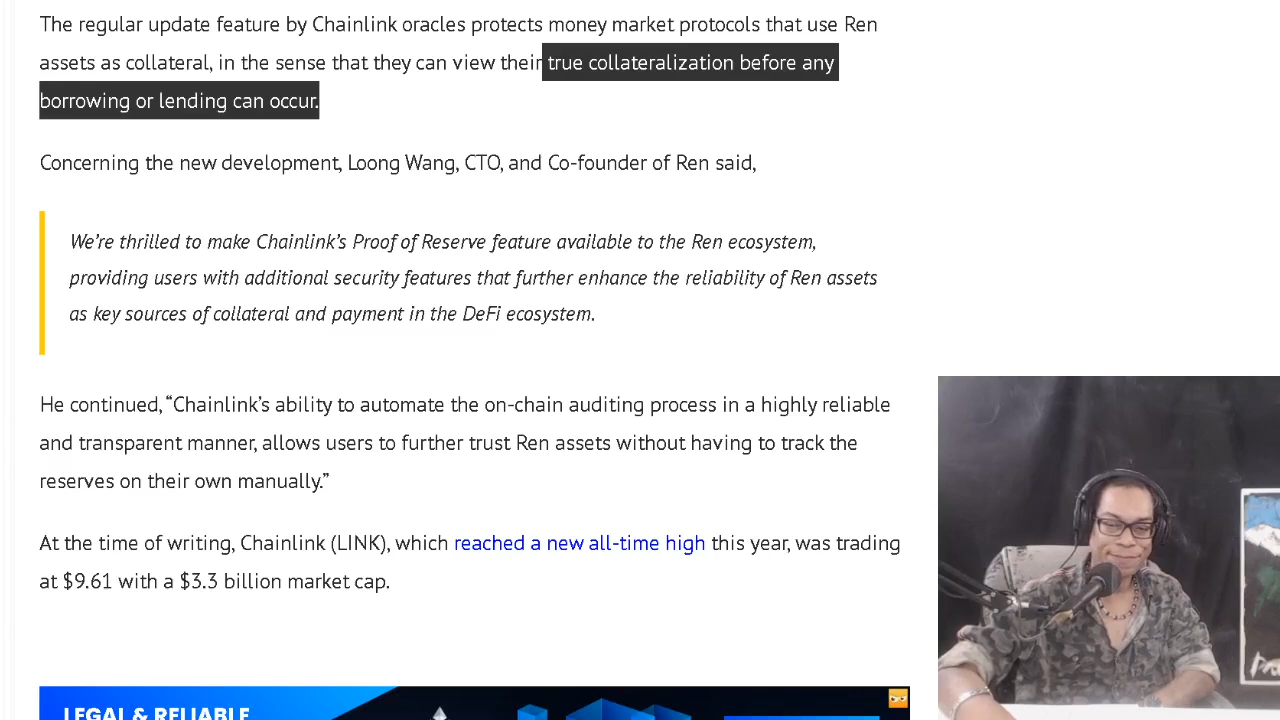 The regular update feature by Chainlink oracles protects money market protocols that use Ren
assets as collateral, in the sense that they can view their true collateralization before any
borrowing or lending can occur.
Concerning the new development, Loong Wang, CTO, and Co-founder of Ren said,
We’re thrilled to make Chainlink’s Proof of Reserve feature available to the Ren ecosystem,
providing users with additional security features that further enhance the reliability of Ren assets
as key sources of collateral and payment in the DeFi ecosystem.
He continued, “Chainlink’s ability to automate the on-chain auditing process in a highly reliable
and transparent manner, allows users to further trust Ren assets without having to track the
reserves on their own manually.”
At the time of writing, Chainlink (LINK), which reached a new all-time high this year, was trading
at $9.61 with a $3.3 billion market cap.
LEGAL & RELIABLE